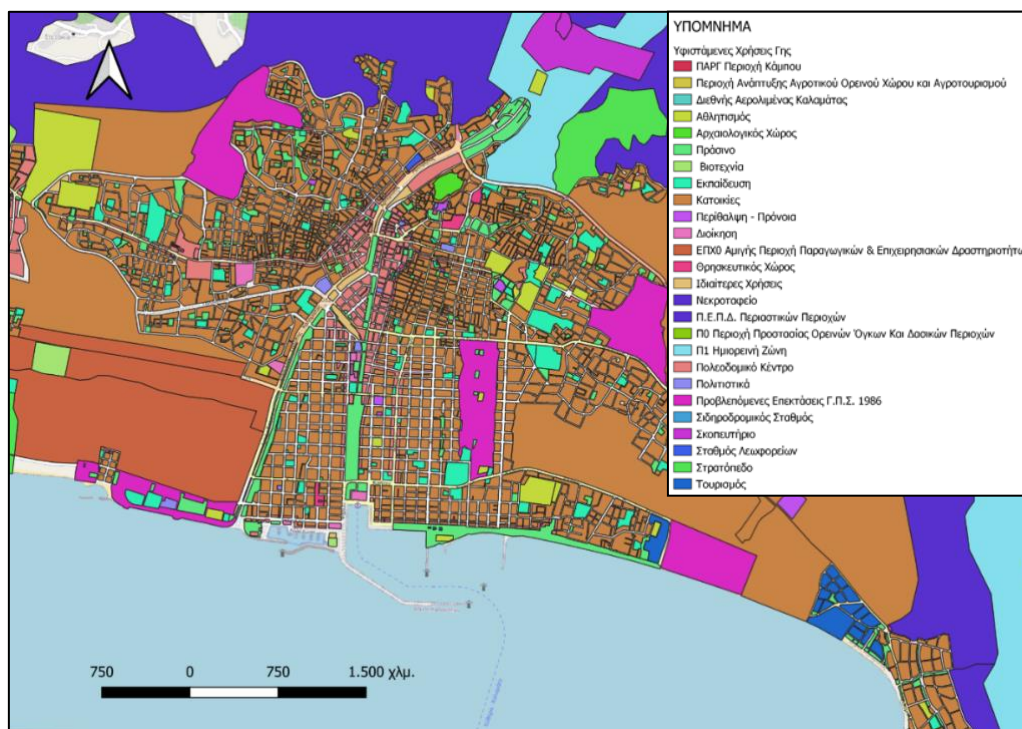 ΥΠΟΜΝΗΜΑ
Υφιστάμενες Χρήσεις Γης
ΠΑΡΓ Περιοχή Κάμπου
Περιοχή Ανάπτυξης Αγροτικού Ορεινού Χώρου και Αγροτουρισμού
Διεθνής Αερολιμένας Καλαμάτας
Αθλητισμός
Αρχαιολογικός Χώρος
Πράσινο
Βιοτεχνία
Εκπαίδευση
Κατοικίες
Περίθαλψη - Πρόνοια
Διοίκηση
ΕΠΧ0 Αμιγής Περιοχή Παραγωγικών & Επιχειρησιακών Δραστηριοτήτω
Θρησκευτικός Χώρος
Ιδιαίτερες Χρήσεις
Νεκροταφείο
Π.Ε.Π.Δ. Περιαστικών Περιοχών
Π0 Περιοχή Προστασίας Ορεινών Όγκων Και Δασικών Περιοχών
Π1 Ημιορεινή Ζώνη
Πολεοδομικό Κέντρο
Πολιτιστικά
Προβλεπόμενες Επεκτάσεις Γ.Π.Σ. 1986
Σιδηροδρομικός Σταθμός
Σκοπευτήριο
Σταθμός Λεωφορείων
Στρατόπεδο
Τουρισμός
750 0 750 1.500 χλμ.